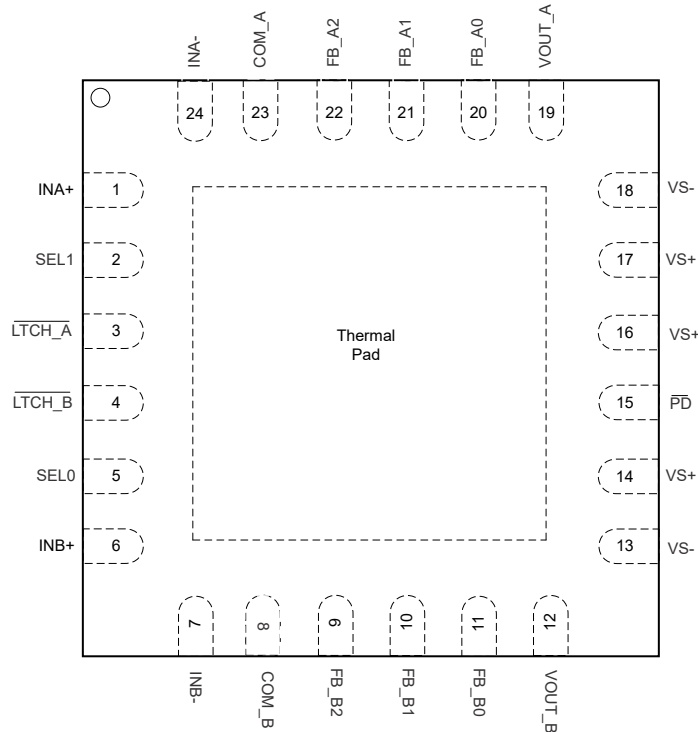 INA-
COM_A
FB_A2
FB_A1
FB_A0
VOUT_A
24
23
22
21
20
19
INA+
1
18
VS-
SEL1
2
17
VS+
LTCH_A
3
16
VS+
Thermal
Pad
LTCH_B
4
15
PD
SEL0
5
14
VS+
INB+
6
13
VS-
7
8
9
10
11
12
INB-
COM_B
FB_B2
FB_B1
FB_B0
VOUT_B